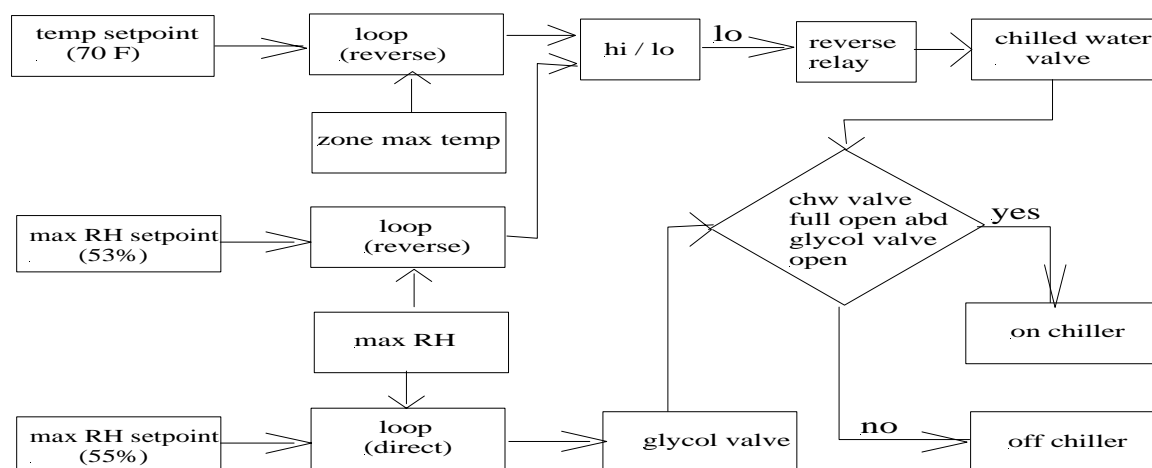 temp setpoint
(70 F)
loop
(reverse)
hi / lo
lo
reverse
relay
chilled water
valve
zone max temp
max RH setpoint
(53%)
loop
(reverse)
chw valve
full open abd
glycol valve
open
yes
max RH
on chiller
max RH setpoint
(55%)
loop
(direct)
glycol valve
no
off chiller